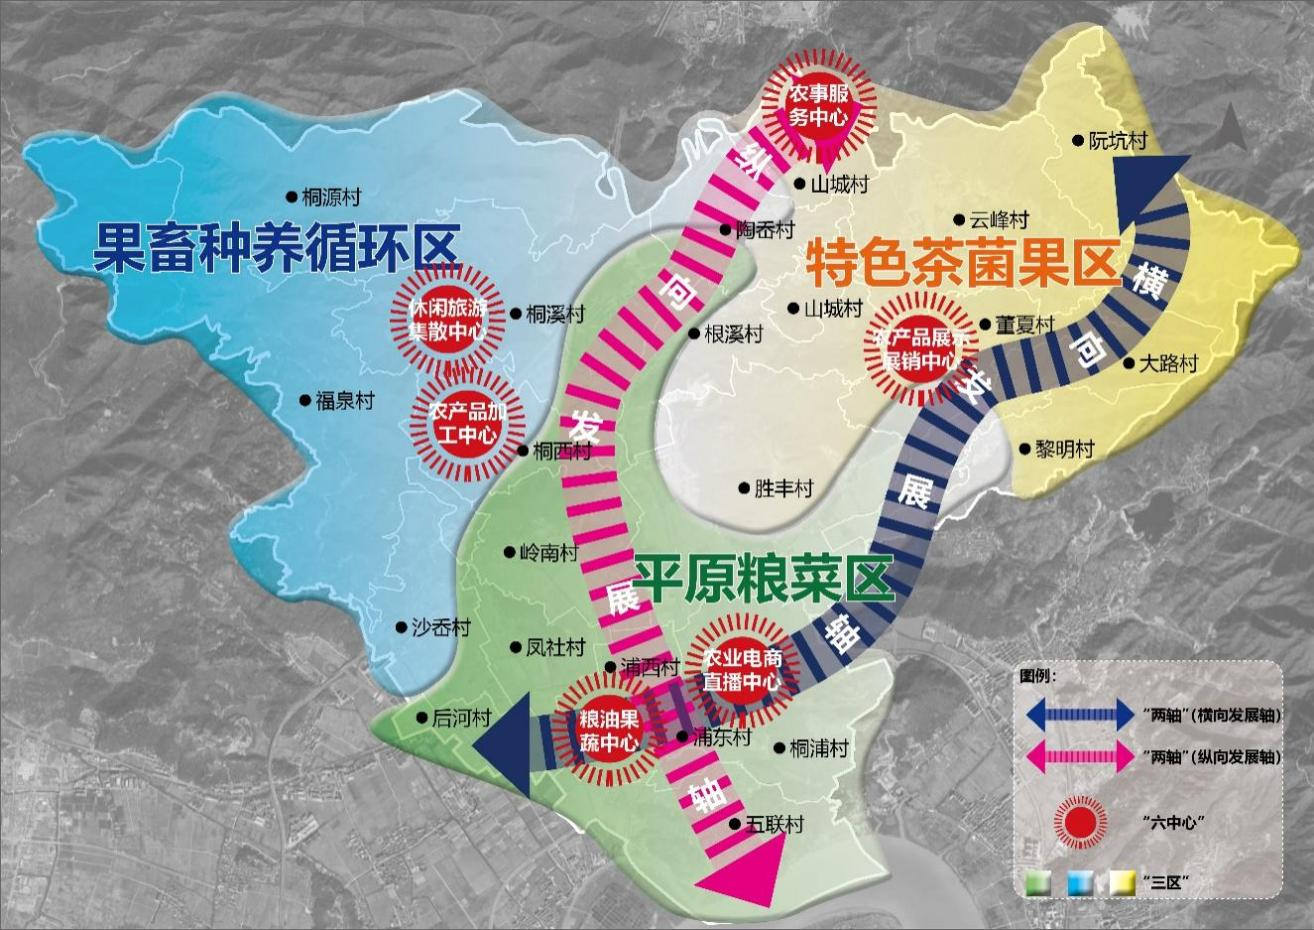 农事服
务中心
纵
阮坑村
山城村
桐源村
云峰村
陶岙村
果畜种养循环区
特色茶菌果区
横
向
休闲旅游
集散中心
桐溪村
山城村
董夏村
根溪村
农产品展示
展销中心
向
大路村
发
福泉村
农产品加
工中心
发
桐西村
黎明村
胜丰村
展
岭南村
平原粮菜区
展
沙岙村
凤社村
轴
浦西村
农业电商
直播中心
后河村
粮油果
蔬中心
浦东村
桐浦村
轴
五联村
图例:
“两轴”(横向发展轴)
“两轴”(纵向发展轴)
“六中心”
“三区”